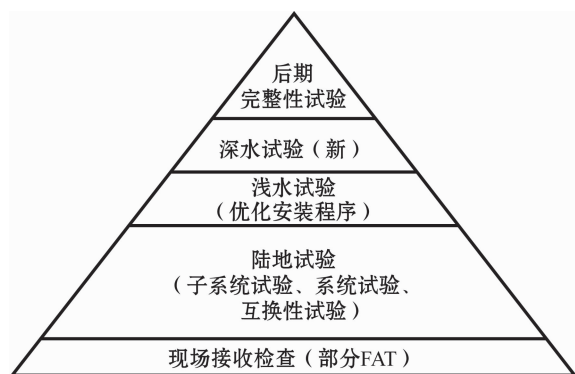 后期
完整性试验
深水试验（新）
浅水试验
（优化安装程序）
陆地试验
（子系统试验、系统试验、
互换性试验）
现场接收检查（部分FAT）